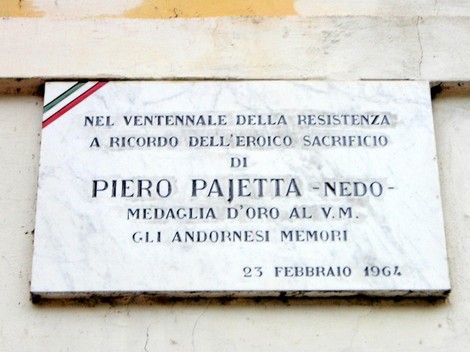 NEL VENTENNALE DELLA RESISTENZA
A RICORDO DELL'EROICO SACRIFICIO
DI
PIERO PAJETTA -NEDO-
MEDAGLIA D'ORO AL V.M.
GLI ANDORNESI MEMORI
23 FEBBRAIO 1964